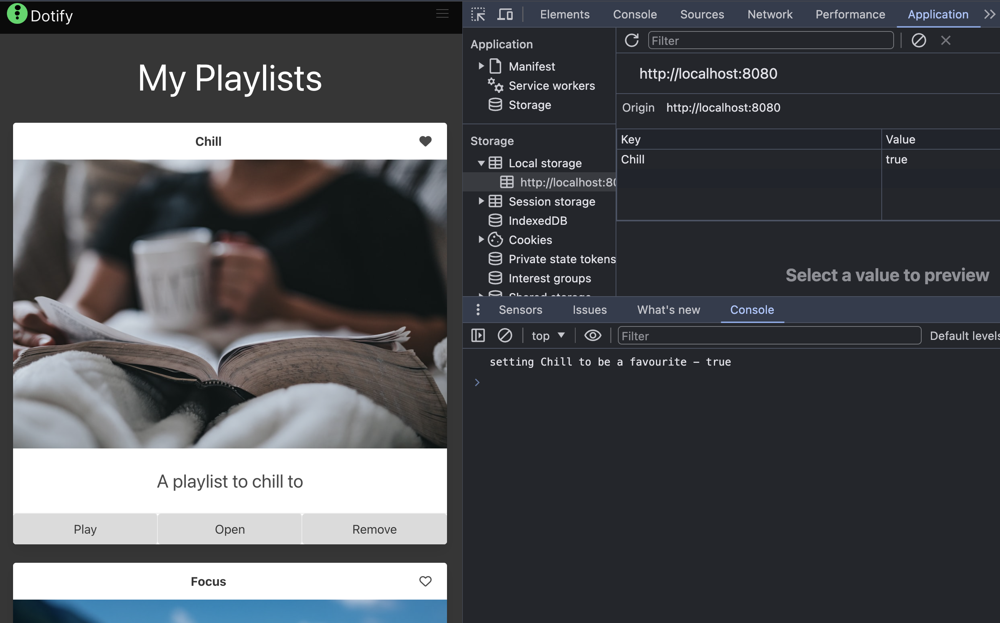 Dotify
My Playlists
Chill
A playlist to chill to
Play Open Remove
Focus
Elements Console Sources Network Performance Application
Application
Manifest
Service workers
Storage
Storage
Local storage
http://localhost:80
Session storage
IndexedDB
Cookies
Private state tokens
Interest groups
Shared storage
Filter
http://localhost:8080
Origin http://localhost:8080
Key Value
Chill true
Select a value to preview
Sensors Issues What's new Console
top Filter Default levels
setting Chill to be a favourite – true